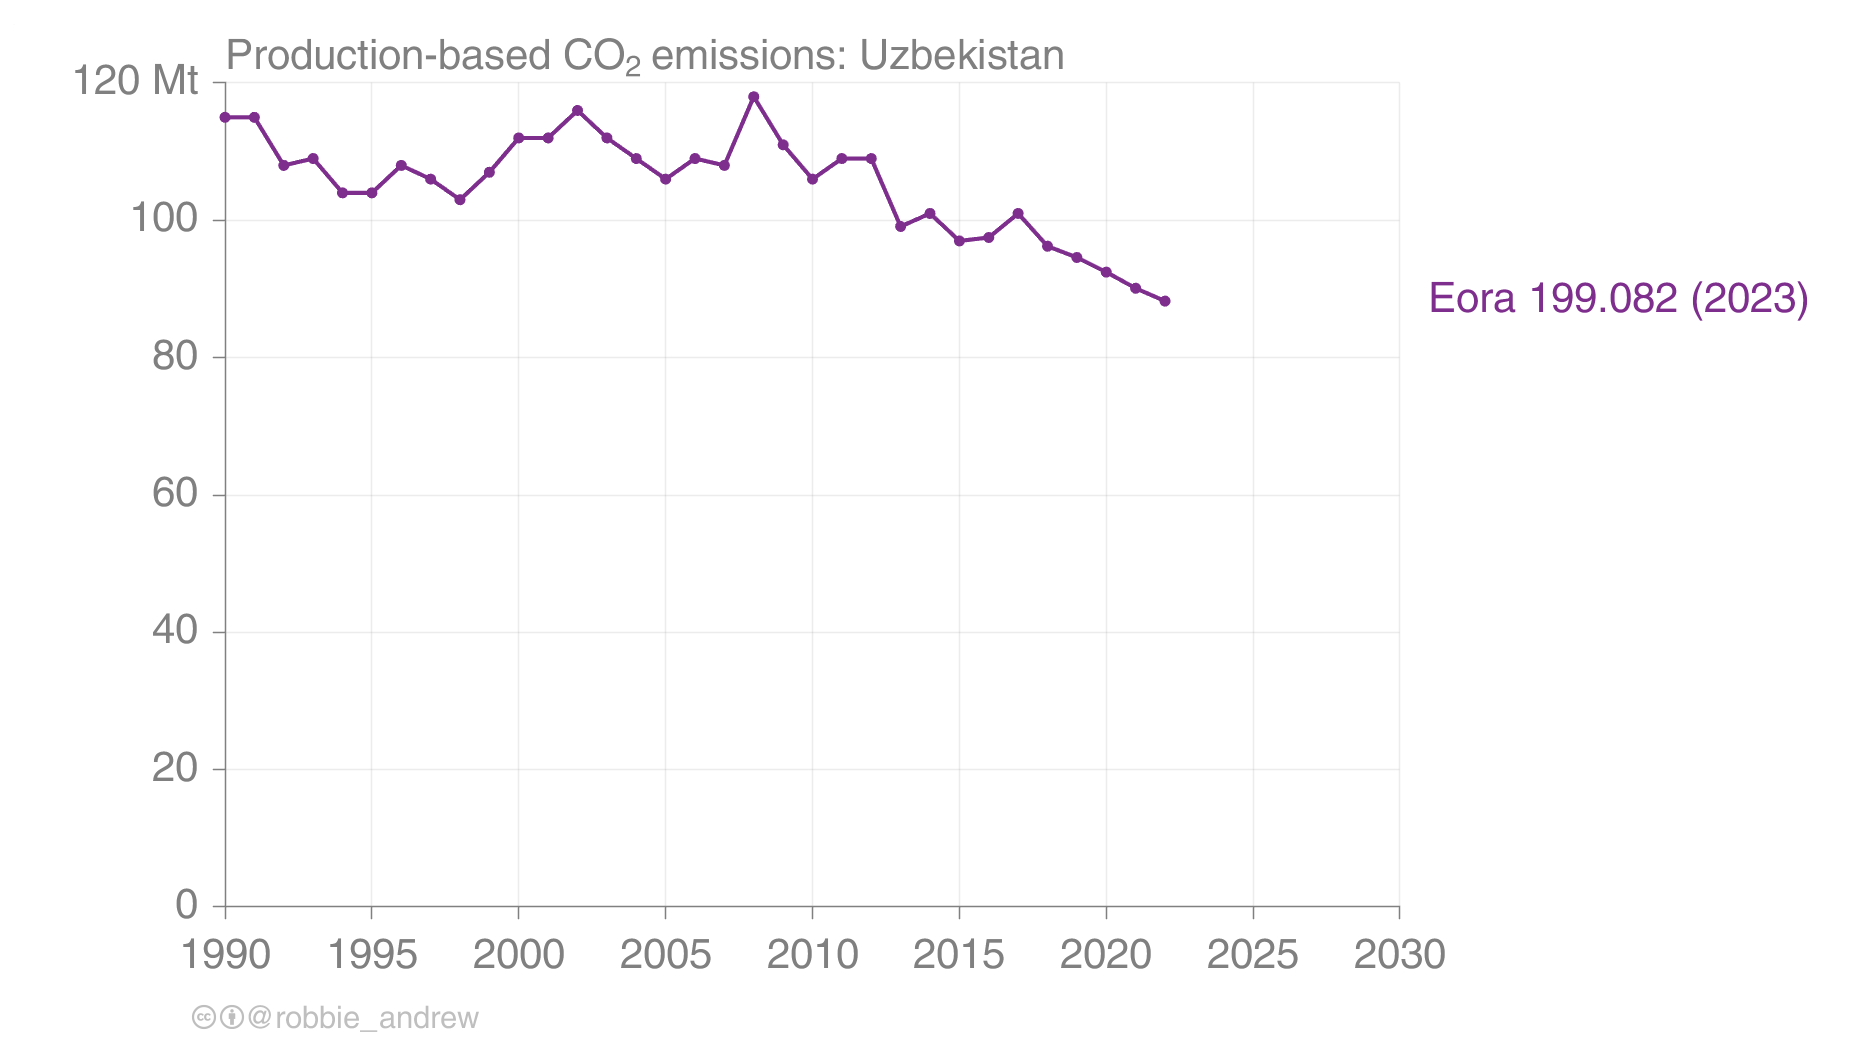 Production-based CO₂ emissions: Uzbekistan
120 Mt
100
80
60
40
20
0
Eora 199.082 (2023)
1990 1995 2000 2005 2010 2015 2020 2025 2030
cc @robbie_andrew